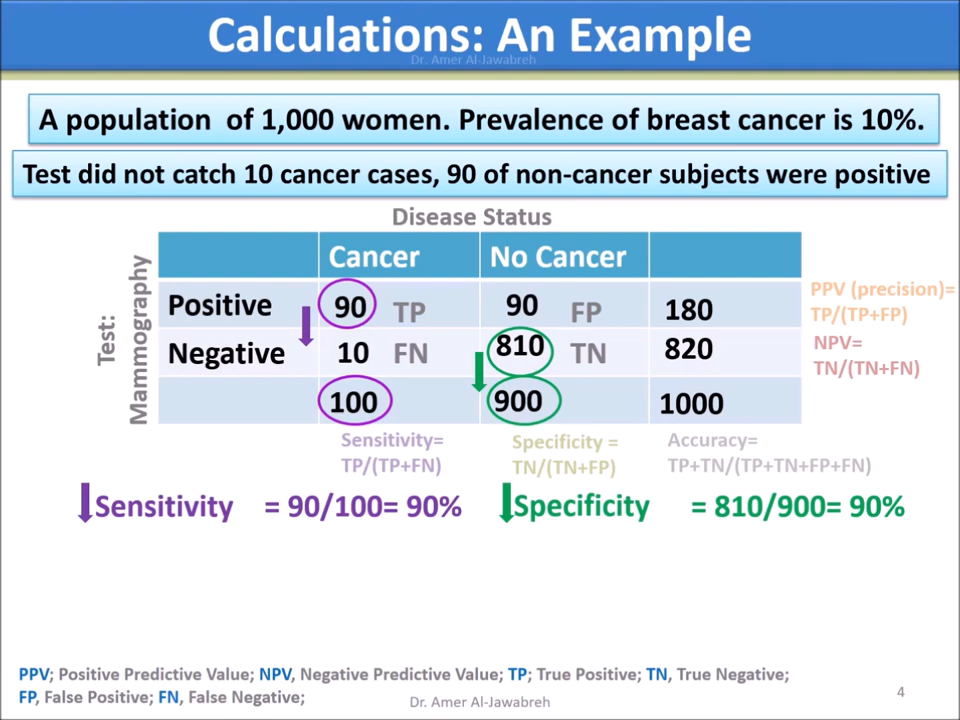 Calculations: An Example
Dr. Amer Al-Jawabreh
A population of 1,000 women. Prevalence of breast cancer is 10%.
Test did not catch 10 cancer cases, 90 of non-cancer subjects were positive
Disease Status
Test:
Mammography
Cancer No Cancer
Positive 90 TP 90 FP 180
Negative 10 FN 810 TN 820
100 900 1000
PPV (precision)=
TP/(TP+FP)
NPV=
TN/(TN+FN)
Sensitivity=
TP/(TP+FN)
Specificity =
TN/(TN+FP)
Accuracy=
TP+TN/(TP+TN+FP+FN)
Sensitivity = 90/100= 90%
Specificity = 810/900= 90%
PPV; Positive Predictive Value; NPV, Negative Predictive Value; TP; True Positive; TN, True Negative;
FP, False Positive; FN, False Negative;
Dr. Amer Al-Jawabreh
4